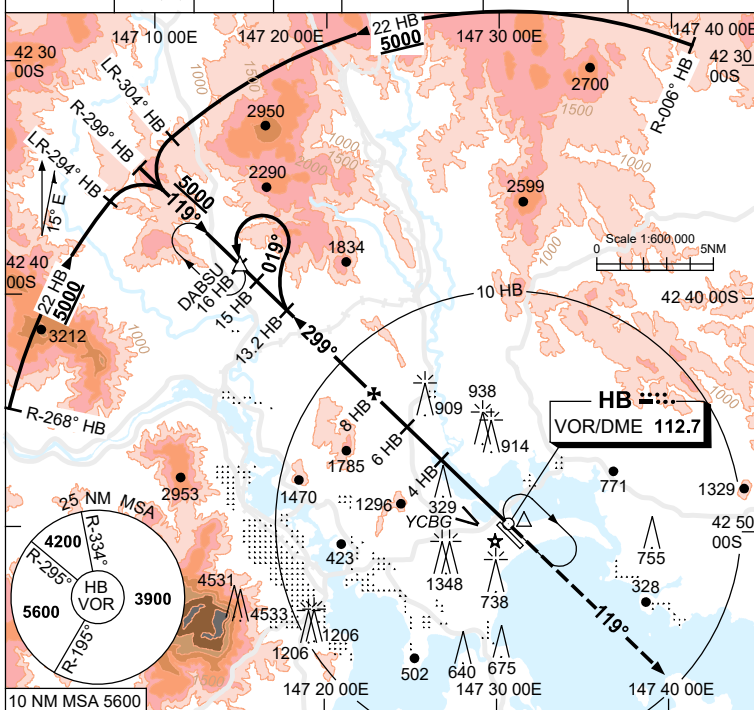 147 10 00E
147 20 00E
22 HB
5000
147 30 00E
147 40 00E
42 30
00S
42 30
00S
1000
1500
2700
1500
R-006° HB
LR-304° HB
R-299° HB
LR-294° HB
2950
1000
1500
2000
2290
1000
2599
15° E
5000
119°
019°
1834
1000
Scale 1:600,000
0
5NM
42 40
00S
22 HB
5000
DABSU
16 HB
15 HB
13.2 HB
10 HB
42 40 00S
3212
1000
299°
1000
R-268° HB
8 HB
909
938
914
HB
VOR/DME 112.7
6 HB
4 HB
1785
2953
1470
771
1329
25 NM MSA
1296
329
YCBG
42 50
00S
R-334°
4200
R-295°
HB
VOR
5600
3900
R-195°
423
1348
755
4531
4533
738
328
1206
1206
119°
1500
502
640
675
10 NM MSA 5600
147 20 00E
147 30 00E
147 40 00E